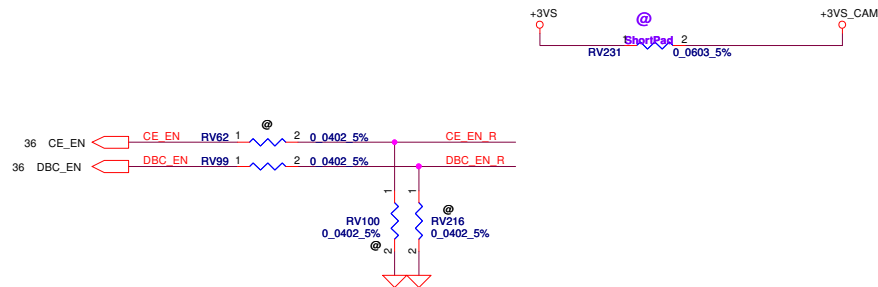 +3VS @ +3VS_CAM
1 ShortPad 2
RV231 0_0603_5%
@
36 CE_EN CE_EN RV62 1 2 0_0402_5% CE_EN_R
36 DBC_EN DBC_EN RV99 1 2 0_0402_5% DBC_EN_R
1 1
@
RV100 RV216
0_0402_5% 0_0402_5%
@
2 2